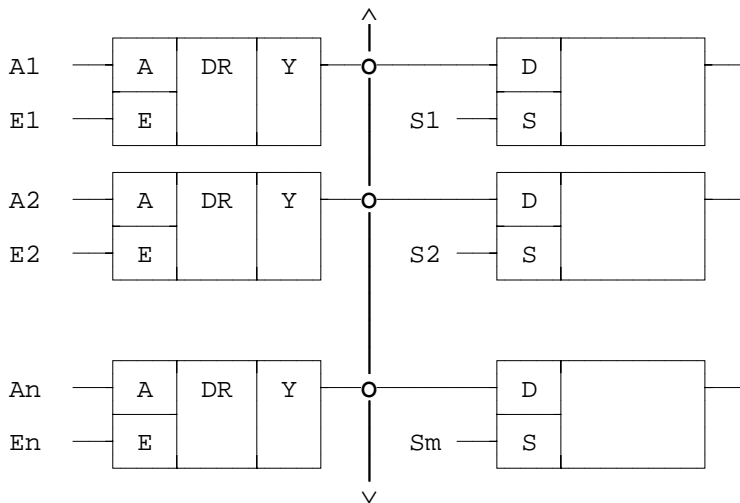 A1 A DR Y D
E1 E S1 S
A2 A DR Y D
E2 E S2 S
An A DR Y D
En E Sm S